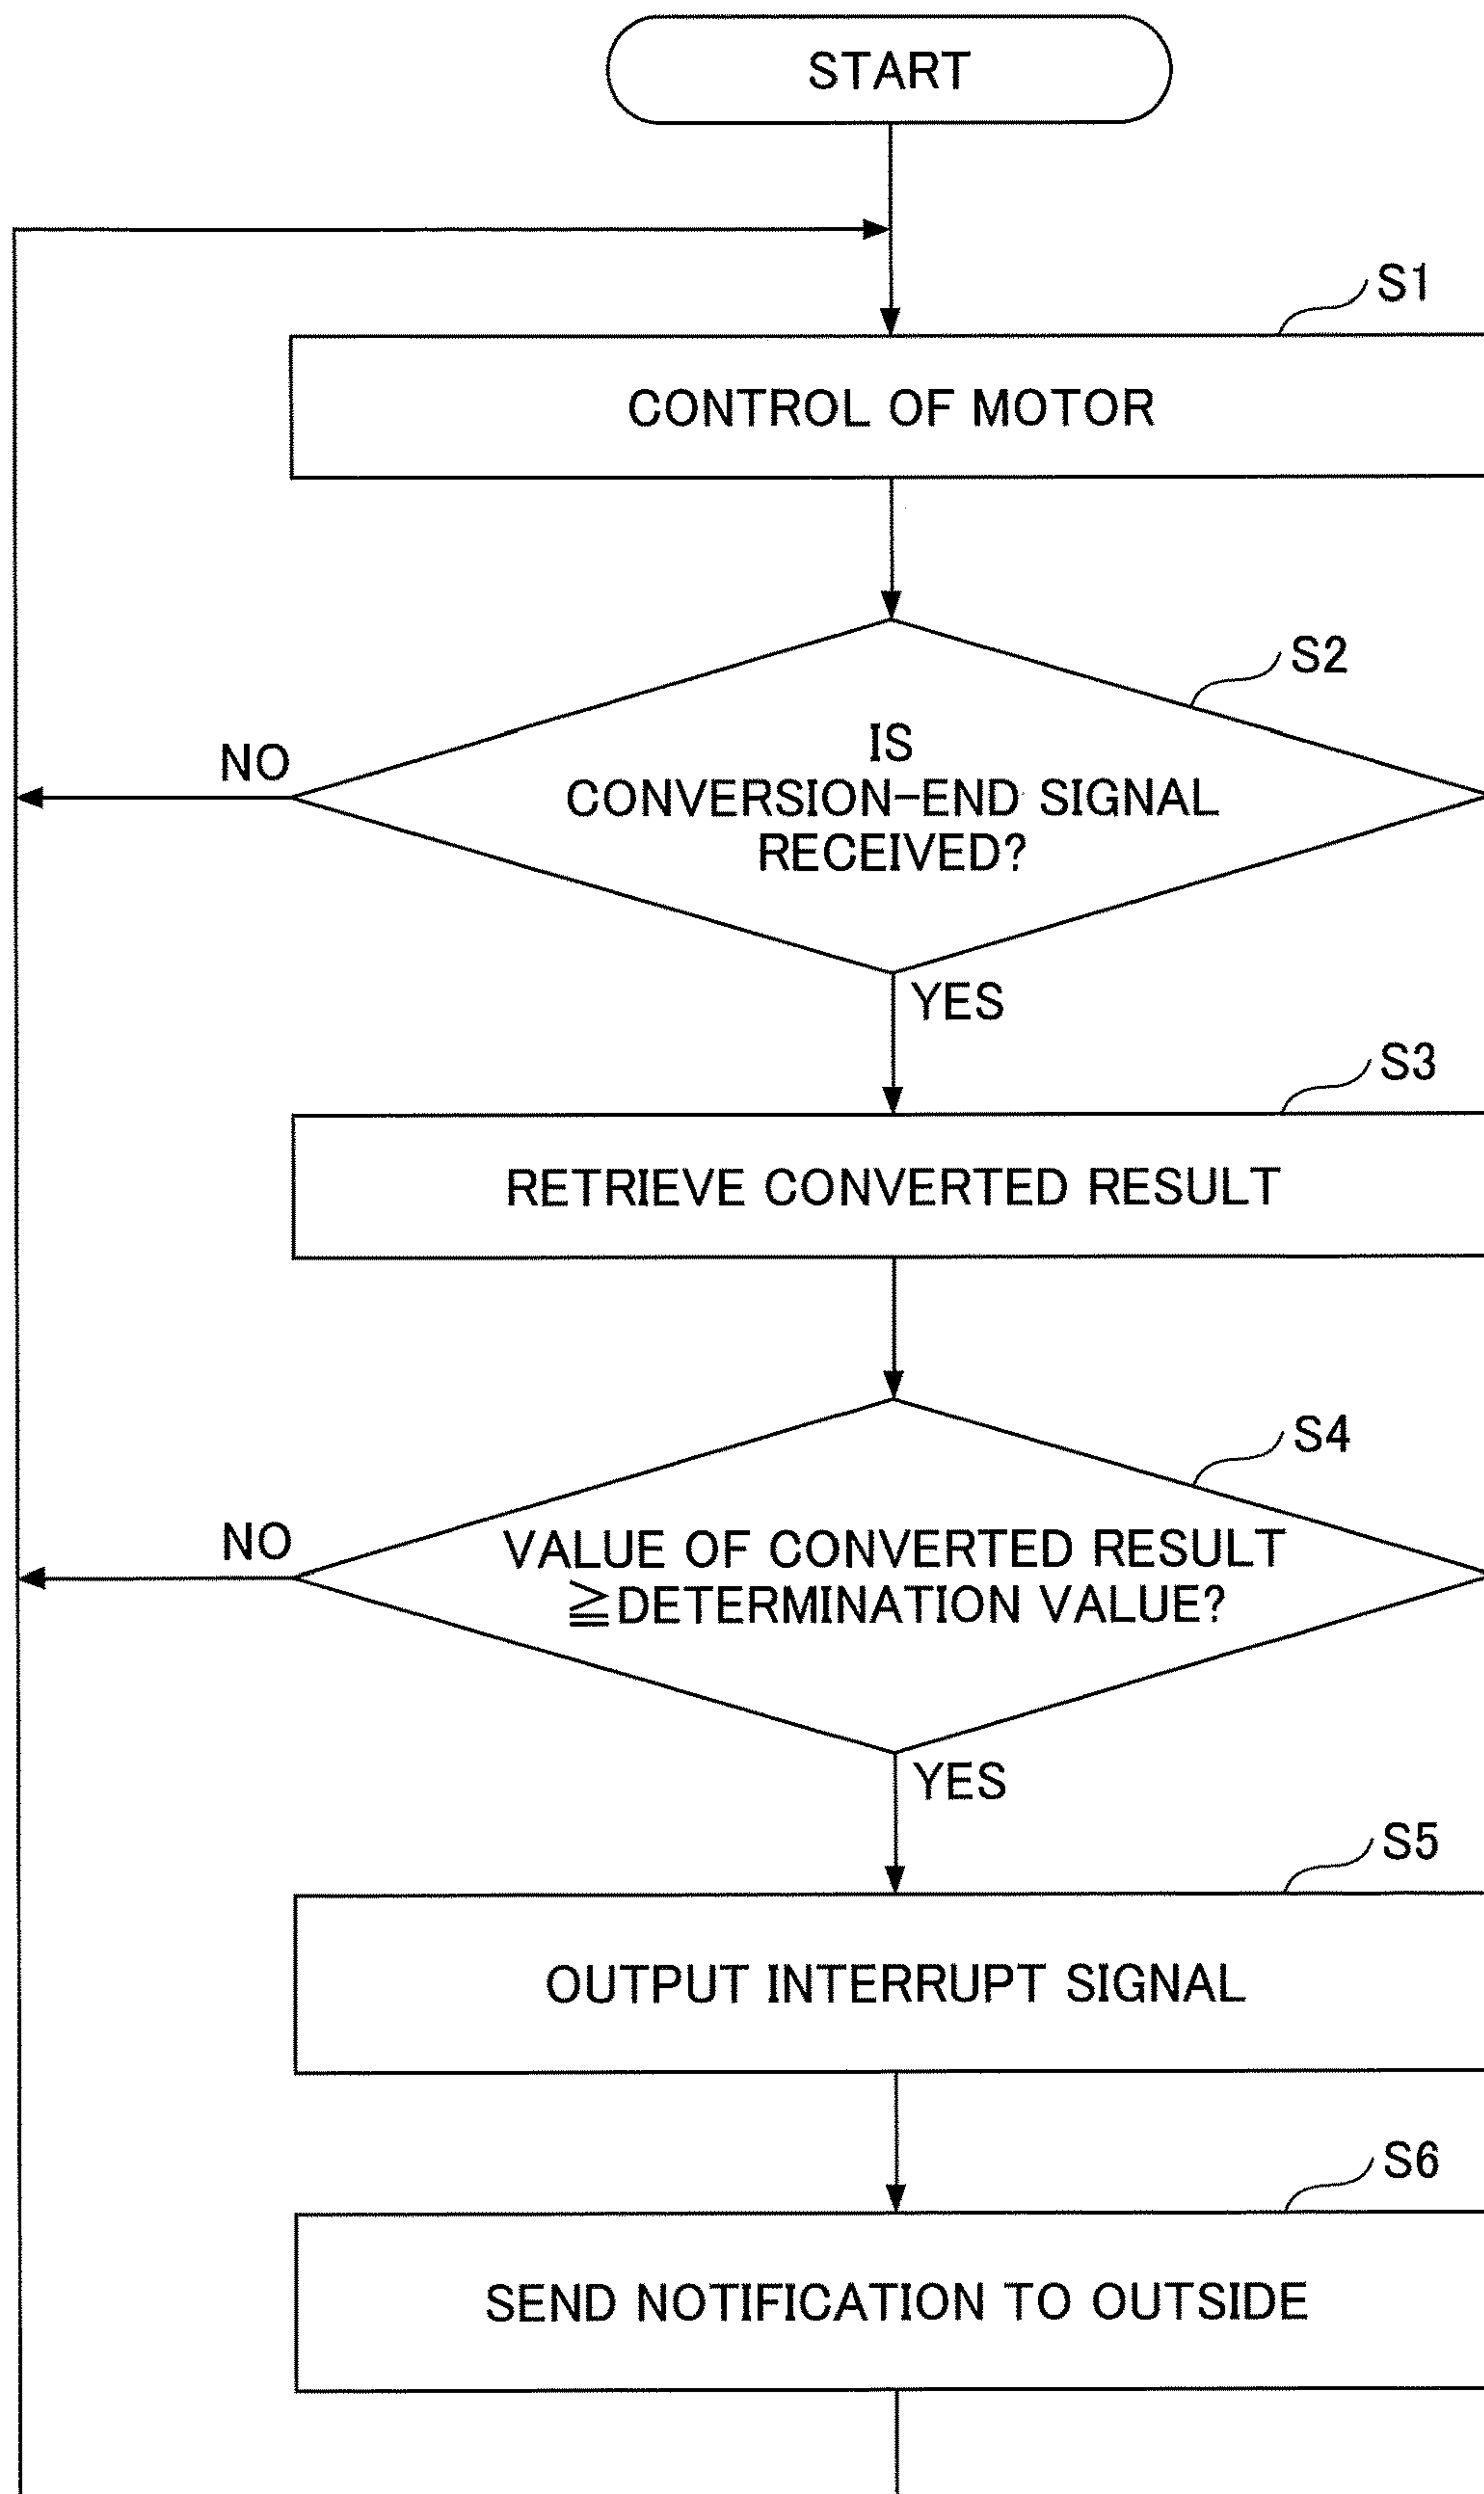 START
S1
CONTROL OF MOTOR
S2
IS
CONVERSION-END SIGNAL
RECEIVED?
NO
YES
S3
RETRIEVE CONVERTED RESULT
S4
VALUE OF CONVERTED RESULT
≧DETERMINATION VALUE?
NO
YES
S5
OUTPUT INTERRUPT SIGNAL
S6
SEND NOTIFICATION TO OUTSIDE